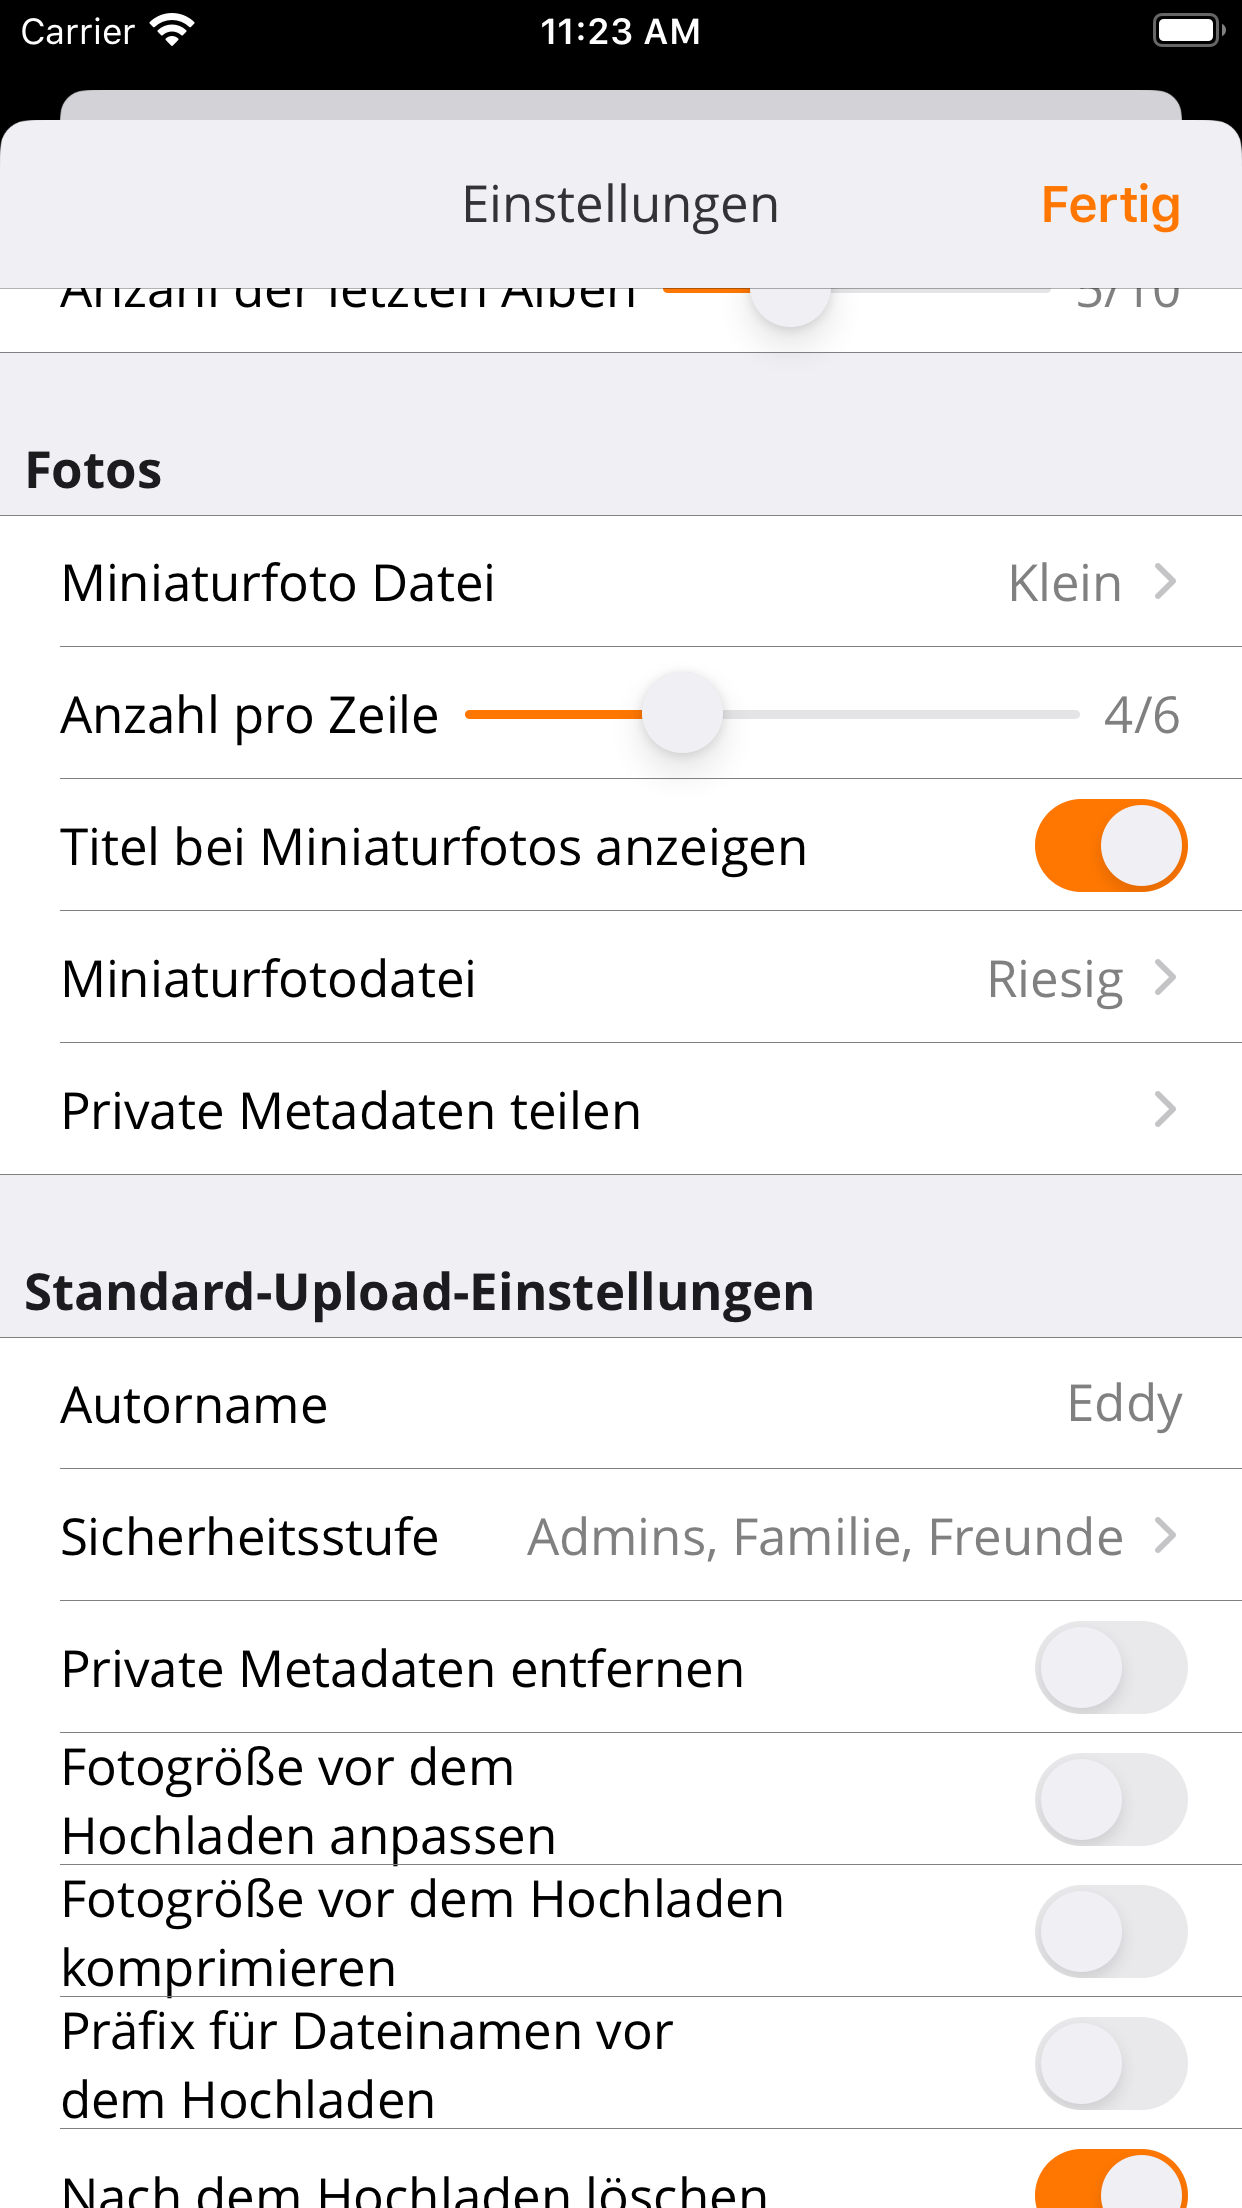 Carrier
11:23 AM
Einstellungen
Fertig
Anzahl der letzten Alben
5/10
Fotos
Miniaturfoto Datei
Klein
Anzahl pro Zeile
4/6
Titel bei Miniaturfotos anzeigen
Miniaturfotodatei
Riesig
Private Metadaten teilen
Standard-Upload-Einstellungen
Autorname
Eddy
Sicherheitsstufe
Admins, Familie, Freunde
Private Metadaten entfernen
Fotogröße vor dem
Hochladen anpassen
Fotogröße vor dem Hochladen
komprimieren
Präfix für Dateinamen vor
dem Hochladen
Nach dem Hochladen löschen